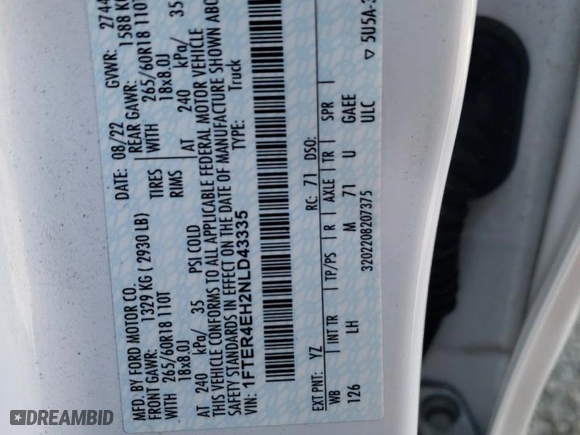 MFD. BY FORD MOTOR CO.
DATE: 08/22 GVWR: 2744
FRONT GAWR: 1329 KG ( 2930 LB) REAR GAWR: 1588 K
WITH 265/60R18 110T TIRES WITH 265/60R18 110T
18x8.0J RIMS 18x8.0J
AT 240 kPa/ 35 PSI COLD AT 240 kPa/ 35
THIS VEHICLE CONFORMS TO ALL APPLICABLE FEDERAL MOTOR VEHICLE
SAFETY STANDARDS IN EFFECT ON THE DATE OF MANUFACTURE SHOWN
VIN: 1FTER4EH2NLD43335 TYPE: Truck
EXT PNT: YZ RC: 71 DSO:
WB INT TR TP/PS R AXLE TR SPR
126 LH M 71 U GAEE
3202208207375 ULC
▽ 5U5A-
DREAMBID